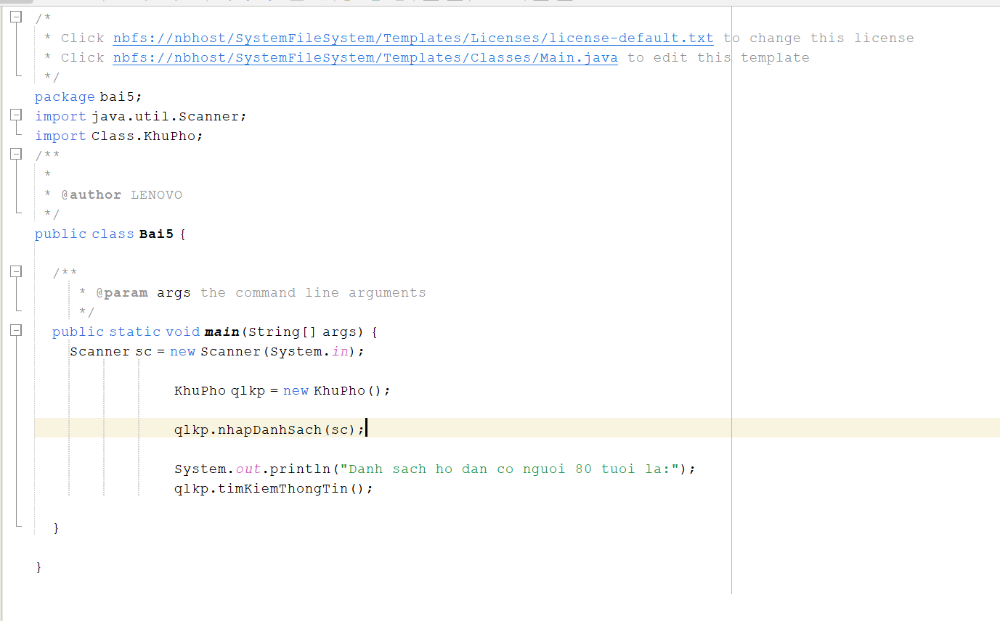 /*
 * Click nbfs://nbhost/SystemFileSystem/Templates/Licenses/license-default.txt to change this license
 * Click nbfs://nbhost/SystemFileSystem/Templates/Classes/Main.java to edit this template
 */
package bai5;
import java.util.Scanner;
import Class.KhuPho;
/**
 *
 * @author LENOVO
 */
public class Bai5 {
  /**
     * @param args the command line arguments
     */
  public static void main(String[] args) {
    Scanner sc = new Scanner(System.in);
                KhuPho qlkp = new KhuPho();
                qlkp.nhapDanhSach(sc);
                System.out.println("Danh sach ho dan co nguoi 80 tuoi la:");
                qlkp.timKiemThongTin();
  }
}